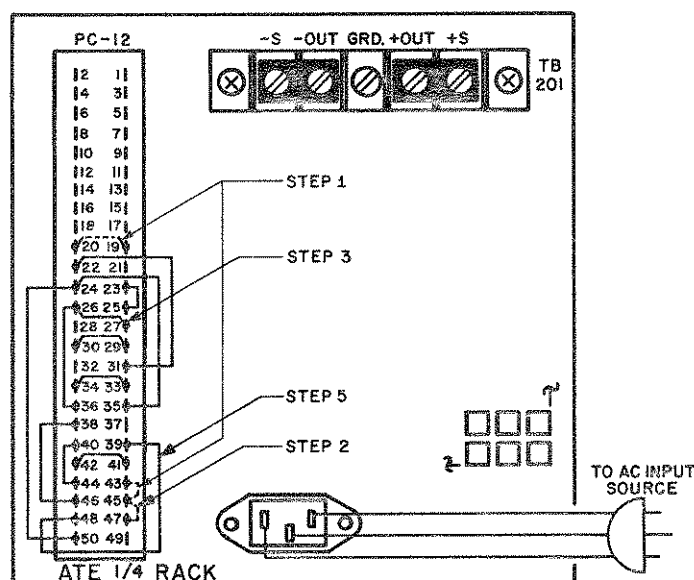 PC-12
-S -OUT GRD. +OUT +S
TB
201
2 1
4 3
6 5
8 7
10 9
12 11
14 13
16 15
18 17
20 19
22 21
24 23
26 25
28 27
30 29
32 31
34 33
36 35
38 37
40 39
42 41
44 43
46 45
48 47
50 49
STEP 1
STEP 3
STEP 5
STEP 2
TO AC INPUT
SOURCE
ATE 1/4 RACK